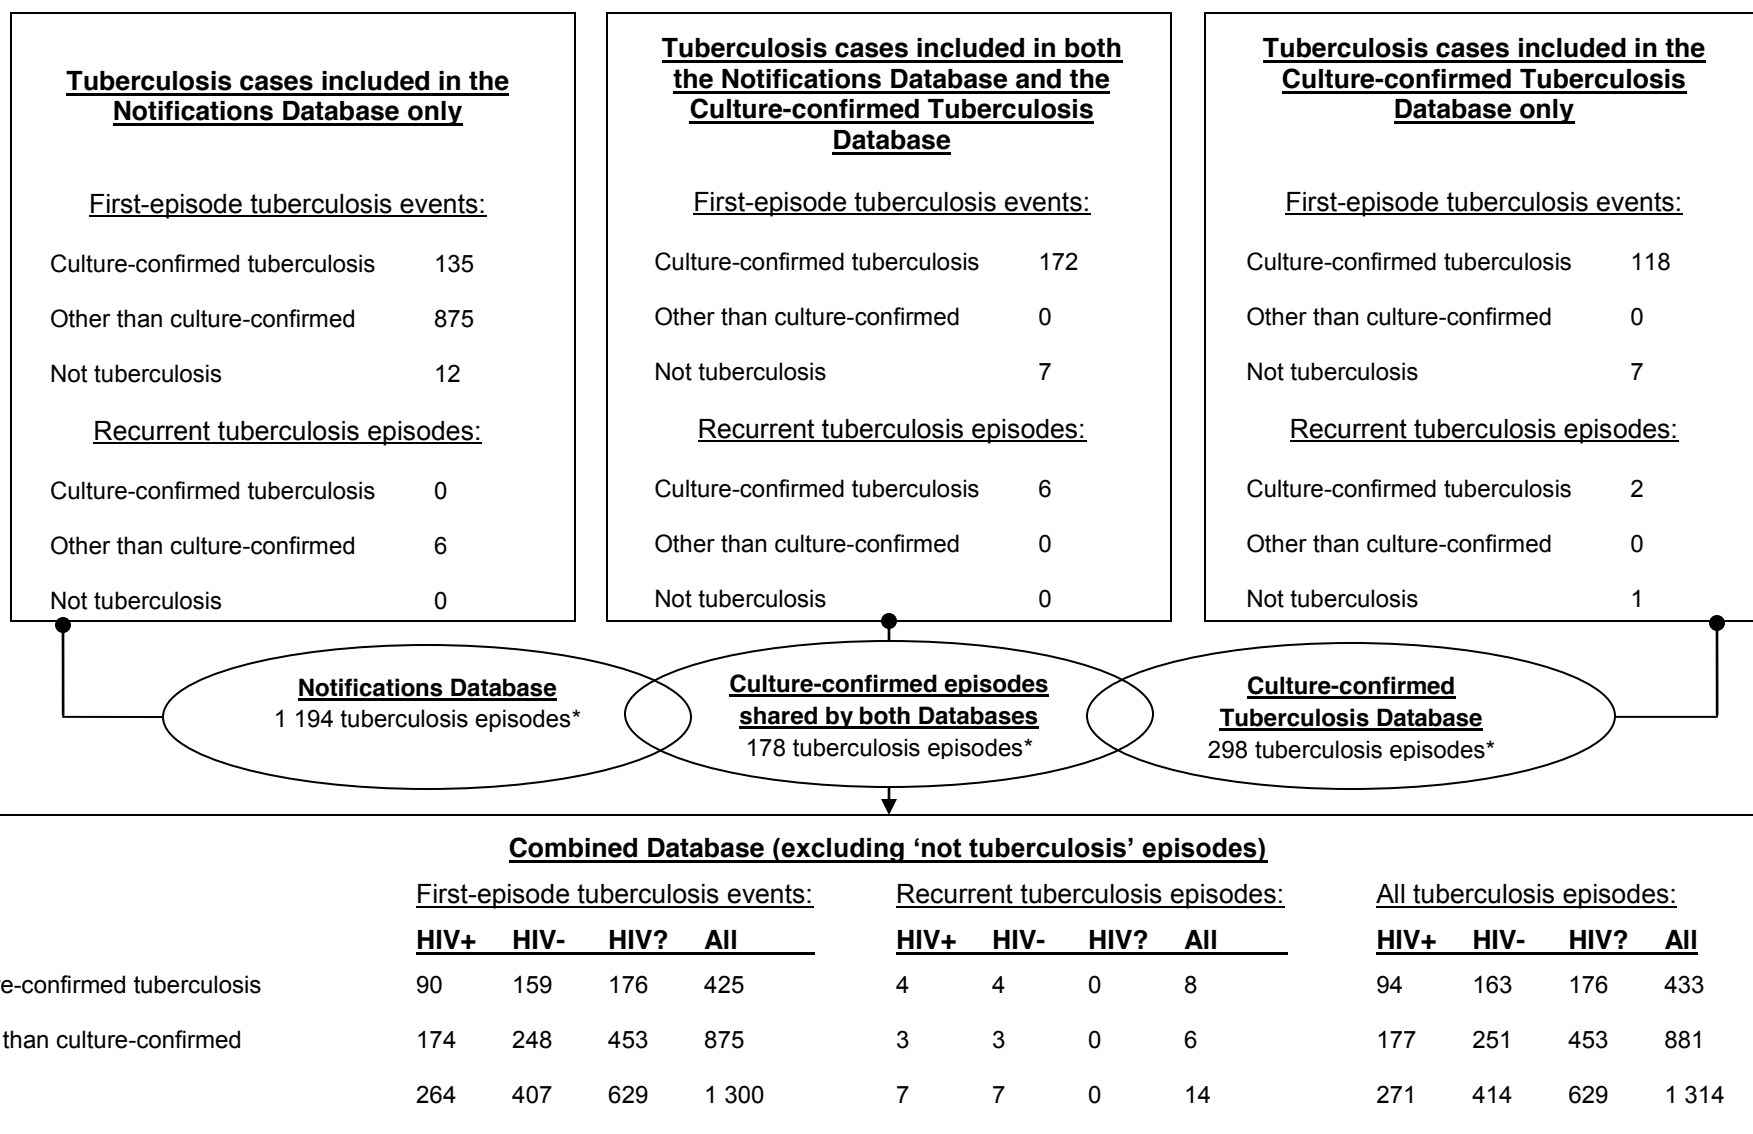 Tuberculosis cases included in the
Notifications Database only
First-episode tuberculosis events:
Culture-confirmed tuberculosis 135
Other than culture-confirmed 875
Not tuberculosis 12
Recurrent tuberculosis episodes:
Culture-confirmed tuberculosis 0
Other than culture-confirmed 6
Not tuberculosis 0
Tuberculosis cases included in both
the Notifications Database and the
Culture-confirmed Tuberculosis
Database
First-episode tuberculosis events:
Culture-confirmed tuberculosis 172
Other than culture-confirmed 0
Not tuberculosis 7
Recurrent tuberculosis episodes:
Culture-confirmed tuberculosis 6
Other than culture-confirmed 0
Not tuberculosis 0
Tuberculosis cases included in the
Culture-confirmed Tuberculosis
Database only
First-episode tuberculosis events:
Culture-confirmed tuberculosis 118
Other than culture-confirmed 0
Not tuberculosis 7
Recurrent tuberculosis episodes:
Culture-confirmed tuberculosis 2
Other than culture-confirmed 0
Not tuberculosis 1
Notifications Database
1 194 tuberculosis episodes*
Culture-confirmed episodes
shared by both Databases
178 tuberculosis episodes*
Culture-confirmed
Tuberculosis Database
298 tuberculosis episodes*
Combined Database (excluding ‘not tuberculosis’ episodes)
First-episode tuberculosis events: Recurrent tuberculosis episodes: All tuberculosis episodes:
HIV+ HIV- HIV? All HIV+ HIV- HIV? All HIV+ HIV- HIV? All
e-confirmed tuberculosis 90 159 176 425 4 4 0 8 94 163 176 433
than culture-confirmed 174 248 453 875 3 3 0 6 177 251 453 881
264 407 629 1 300 7 7 0 14 271 414 629 1 314